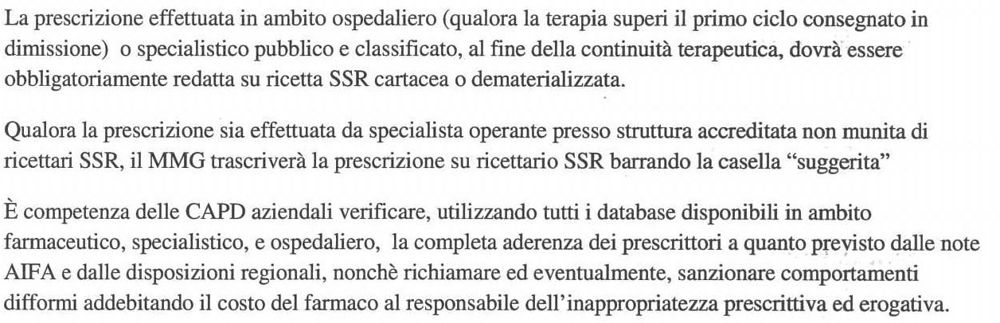 La prescrizione effettuata in ambito ospedaliero (qualora la terapia superi il primo ciclo consegnato in
dimissione) o specialistico pubblico e classificato, al fine della continuità terapeutica, dovrà essere
obbligatoriamente redatta su ricetta SSR cartacea o dematerializzata.
Qualora la prescrizione sia effettuata da specialista operante presso struttura accreditata non munita di
ricettari SSR, il MMG trascriverà la prescrizione su ricettario SSR barrando la casella “suggerita”
È competenza delle CAPD aziendali verificare, utilizzando tutti i database disponibili in ambito
farmaceutico, specialistico, e ospedaliero, la completa aderenza dei prescrittori a quanto previsto dalle note
AIFA e dalle disposizioni regionali, nonchè richiamare ed eventualmente, sanzionare comportamenti
difformi addebitando il costo del farmaco al responsabile dell’inappropriatezza prescrittiva ed erogativa.